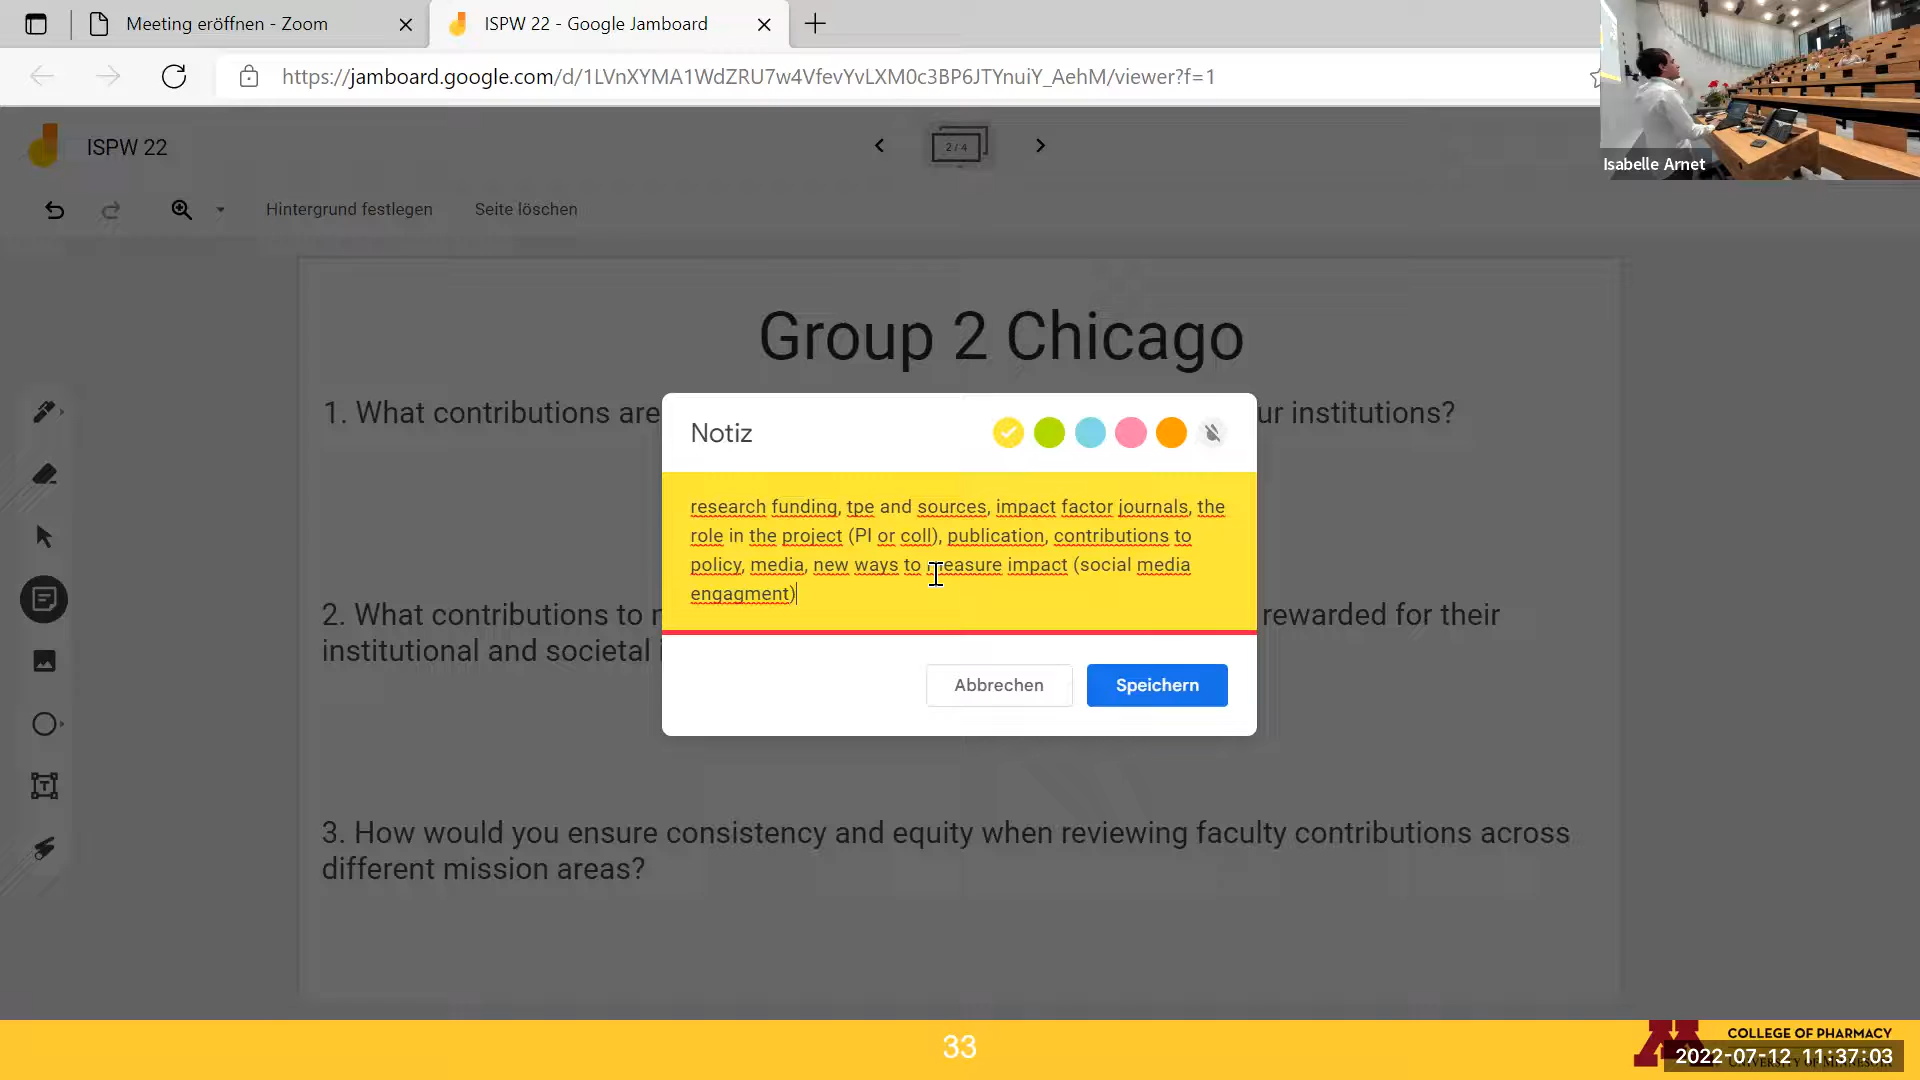 Meeting eröffnen - Zoom
ISPW 22 - Google Jamboard
https://jamboard.google.com/d/1LVnXYMA1WdZRU7w4VfevYvLXM0c3BP6JTYnuiY_AehM/viewer?f=1
Isabelle Arnet
ISPW 22
2 / 4
Hintergrund festlegen
Seite löschen
Group 2 Chicago
1. What contributions are
ur institutions?
Notiz
research funding, tpe and sources, impact factor journals, the
role in the project (PI or coll), publication, contributions to
policy, media, new ways to measure impact (social media
engagment)
Abbrechen
Speichern
2. What contributions to
rewarded for their
institutional and societal
3. How would you ensure consistency and equity when reviewing faculty contributions across
different mission areas?
33
COLLEGE OF PHARMACY
2022-07-12 11:37:03